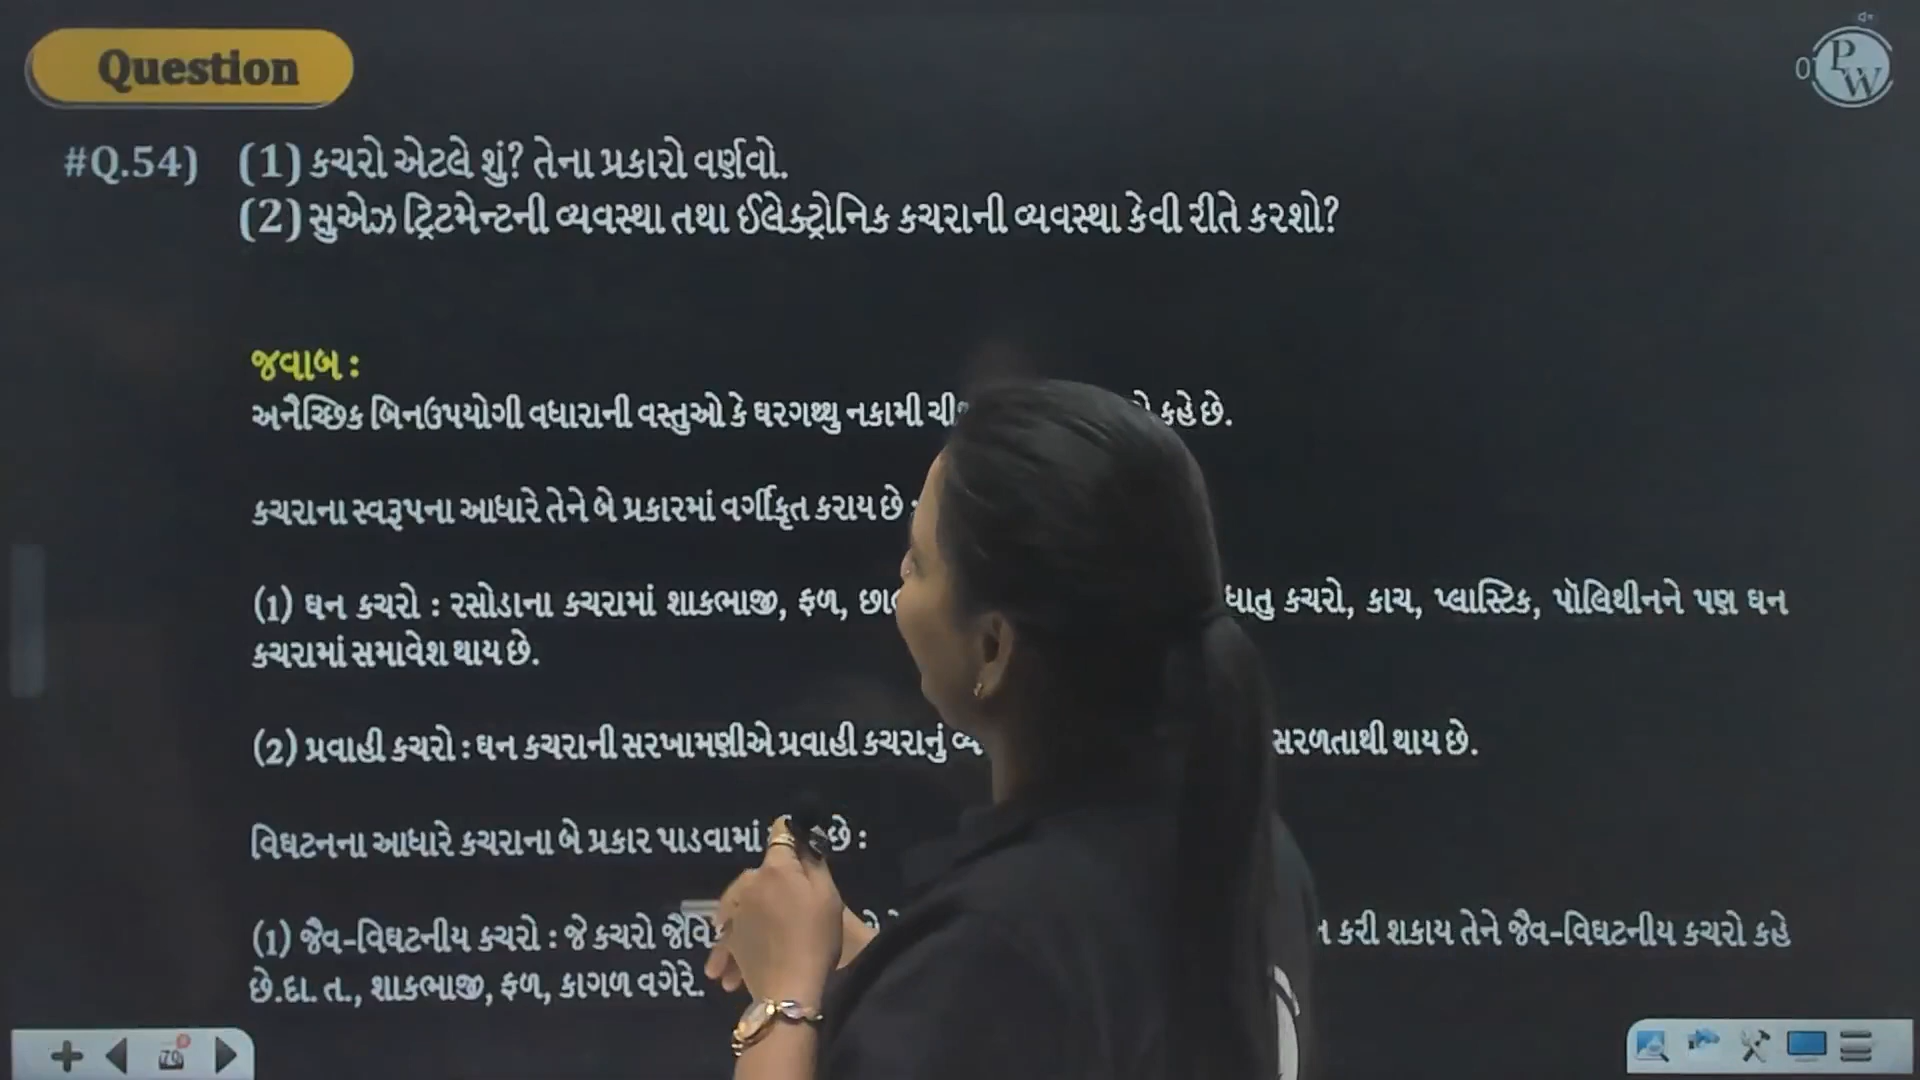 Question
PW
#Q.54) (1) કચરો એટલે શું? તેના પ્રકારો વર્ણવો.
(2) સુએઝ ટ્રિટમેન્ટની વ્યવસ્થા તથા ઈલેક્ટ્રોનિક કચરાની વ્યવસ્થા કેવી રીતે કરશો?
જવાબ :
અનૈચ્છિક બિનઉપયોગી વધારાની વસ્તુઓ કે ઘરગથ્થુ નકામી કહે છે.
કચરાના સ્વરૂપના આધારે તેને બે પ્રકારમાં વર્ગીકૃત કરાય છે :
(1) ઘન કચરો : રસોડાના કચરામાં શાકભાજી, ફળ, ધાતુ કચરો, કાચ, પ્લાસ્ટિક, પૉલિથીનને પણ ઘન
કચરામાં સમાવેશ થાય છે.
(2) પ્રવાહી કચરો : ઘન કચરાની સરખામણીએ પ્રવાહી કચરાનું સરળતાથી થાય છે.
વિઘટનના આધારે કચરાના બે પ્રકાર પાડવામાં છે :
(1) જૈવ-વિઘટનીય કચરો : જે કચરો કરી શકાય તેને જૈવ-વિઘટનીય કચરો કહે
છે.દા. ત., શાકભાજી, ફળ, કાગળ વગેરે.
70